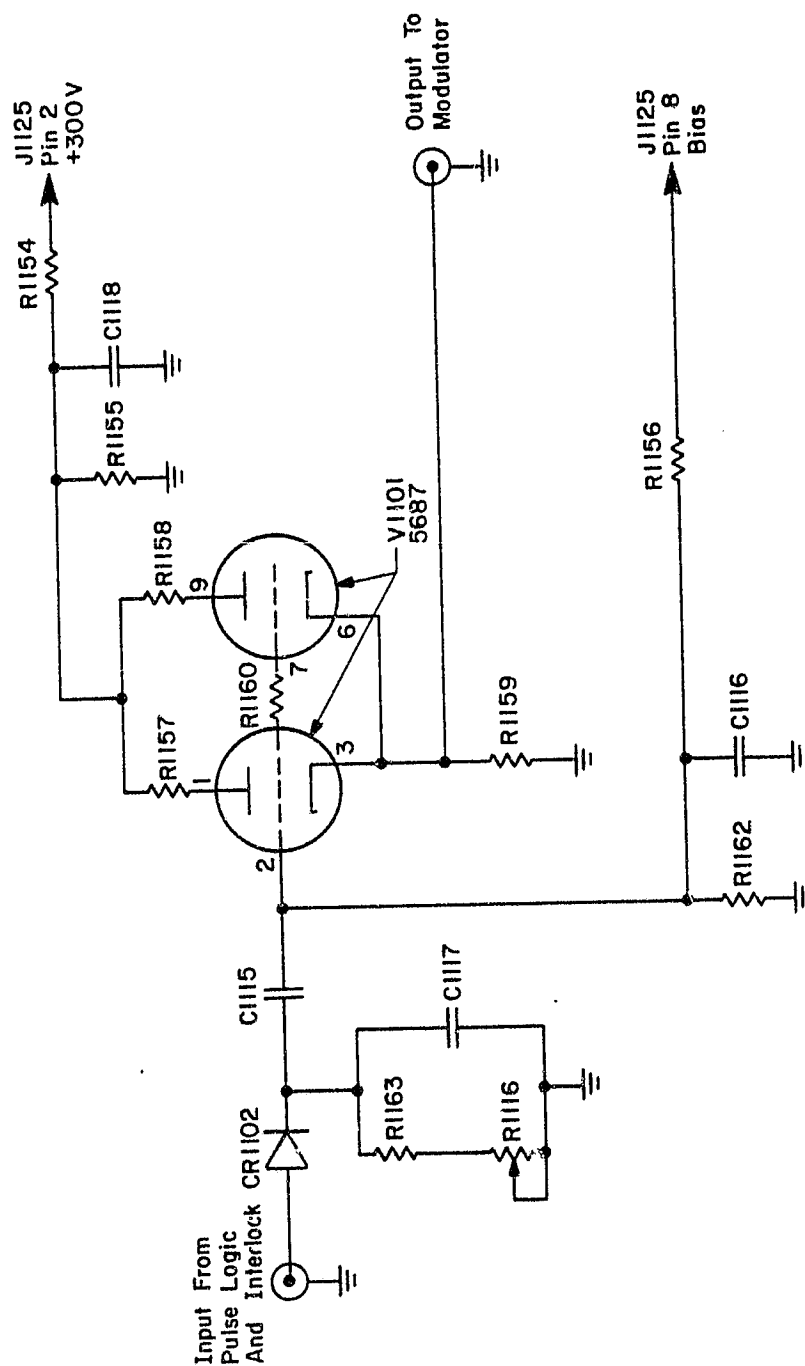 J1125
Pin 2
+300V
R1154
C1118
R1155
R1158
R1157
9
1
R1160
7
6
V1101
5687
2
3
Output To
Modulator
R1159
C1115
Input From
Pulse Logic
And Interlock
CR1102
R1163
C1117
R1116
J1125
Pin 8
Bias
R1156
C1116
R1162